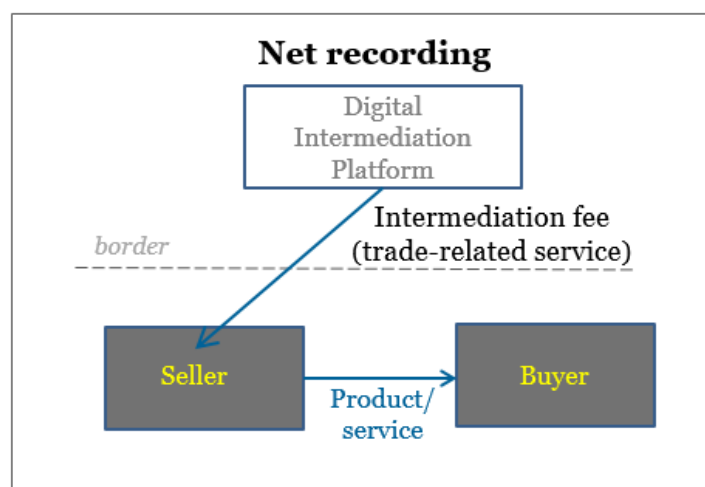 Net recording
Digital
Intermediation
Platform
Intermediation fee
(trade-related service)
border
Seller
Buyer
Product/
service